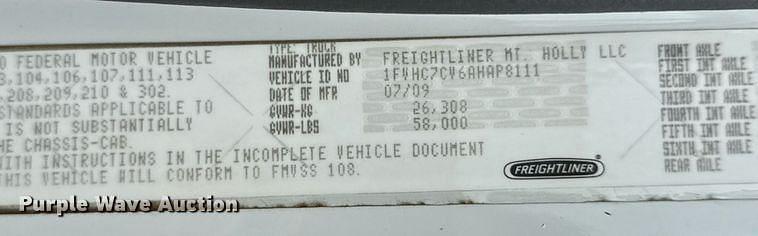 TYPE: TRUCK
O FEDERAL MOTOR VEHICLE MANUFACTURED BY FREIGHTLINER MT. HOLLY LLC FRONT AXLE
3,104,106,107,111,113 VEHICLE ID NO 1FVHC7CV6AHAP8111 FIRST INT AXLE
,208,209,210 & 302. DATE OF MFR 07/09 SECOND INT AXLE
STANDARDS APPLICABLE TO GVWR-KG 26,308 THIRD INT AXLE
IS NOT SUBSTANTIALLY GVWR-LBS 58,000 FOURTH INT AXLE
HE CHASSIS-CAB. FIFTH INT AXLE
WITH INSTRUCTIONS IN THE INCOMPLETE VEHICLE DOCUMENT SIXTH INT AXLE
THIS VEHICLE WILL CONFORM TO FMVSS 108. FREIGHTLINER REAR AXLE
Purple Wave Auction